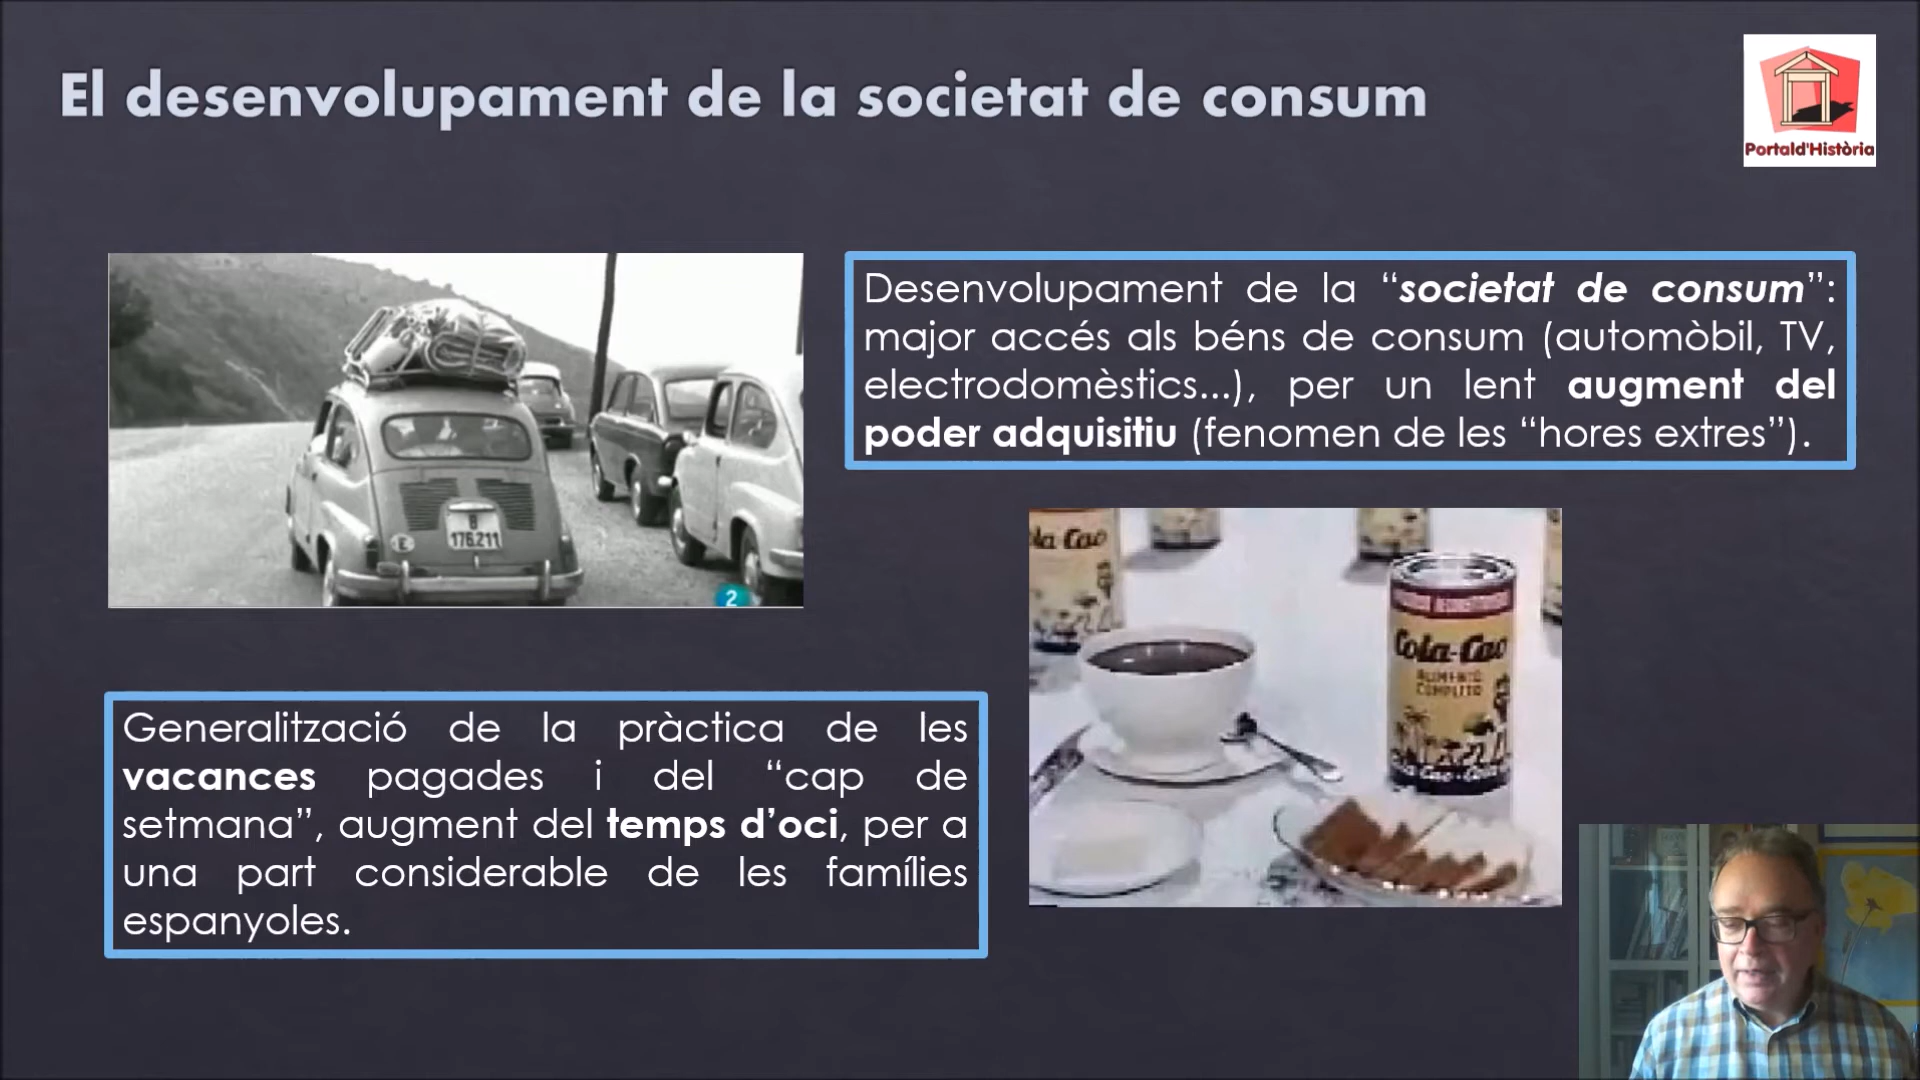 El desenvolupament de la societat de consum
Portald'Història
Desenvolupament de la “societat de consum”:
major accés als béns de consum (automòbil, TV,
electrodomèstics...), per un lent augment del
poder adquisitiu (fenomen de les “hores extres”).
B
176.211
E
2
la Cao
Cola-Cao
ALIMENTO
COMPLETO
Generalització de la pràctica de les
vacances pagades i del “cap de
setmana”, augment del temps d’oci, per a
una part considerable de les famílies
espanyoles.